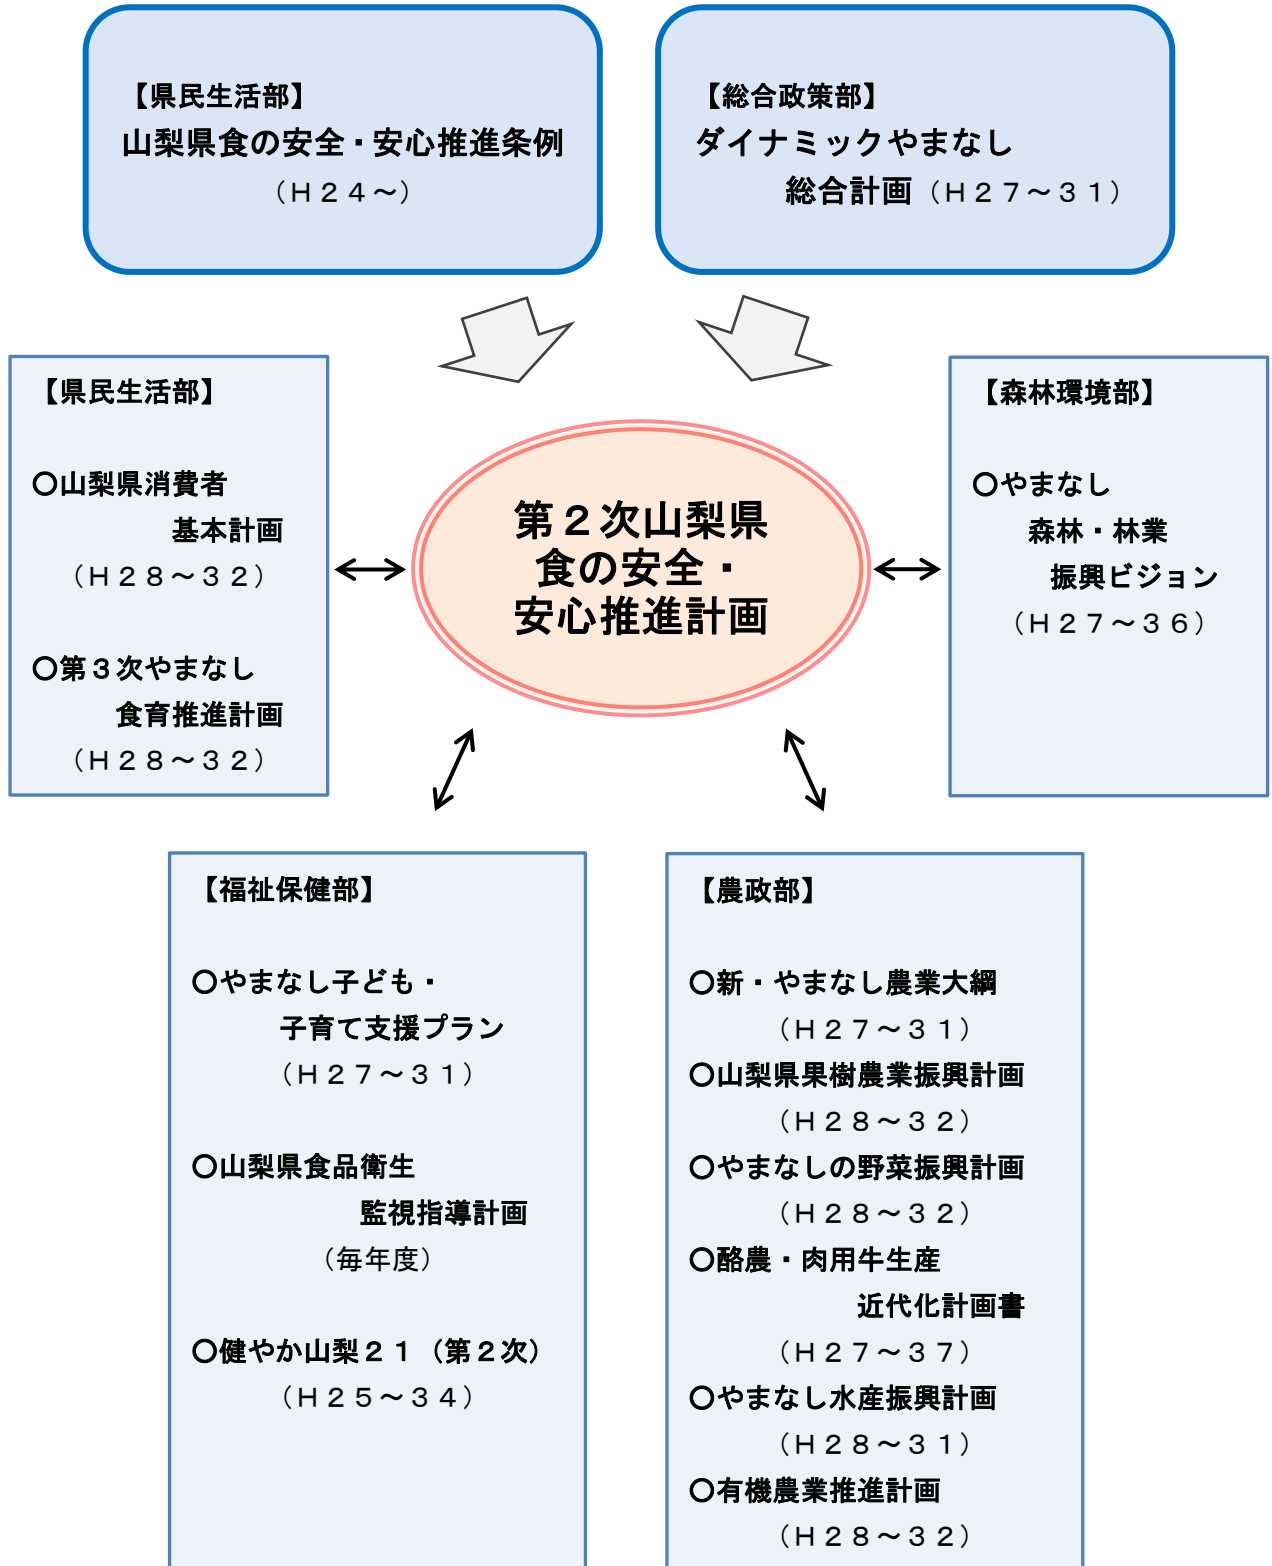 【県民生活部】
山梨県食の安全・安心推進条例
（Ｈ２４～）
【総合政策部】
ダイナミックやまなし
総合計画（Ｈ２７～３１）
【県民生活部】
〇山梨県消費者
基本計画
（Ｈ２８～３２）
〇第３次やまなし
食育推進計画
（Ｈ２８～３２）
第２次山梨県
食の安全・
安心推進計画
【森林環境部】
〇やまなし
森林・林業
振興ビジョン
（Ｈ２７～３６）
【福祉保健部】
〇やまなし子ども・
子育て支援プラン
（Ｈ２７～３１）
〇山梨県食品衛生
監視指導計画
（毎年度）
〇健やか山梨２１（第２次）
（Ｈ２５～３４）
【農政部】
〇新・やまなし農業大綱
（Ｈ２７～３１）
〇山梨県果樹農業振興計画
（Ｈ２８～３２）
〇やまなしの野菜振興計画
（Ｈ２８～３２）
〇酪農・肉用牛生産
近代化計画書
（Ｈ２７～３７）
〇やまなし水産振興計画
（Ｈ２８～３１）
〇有機農業推進計画
（Ｈ２８～３２）